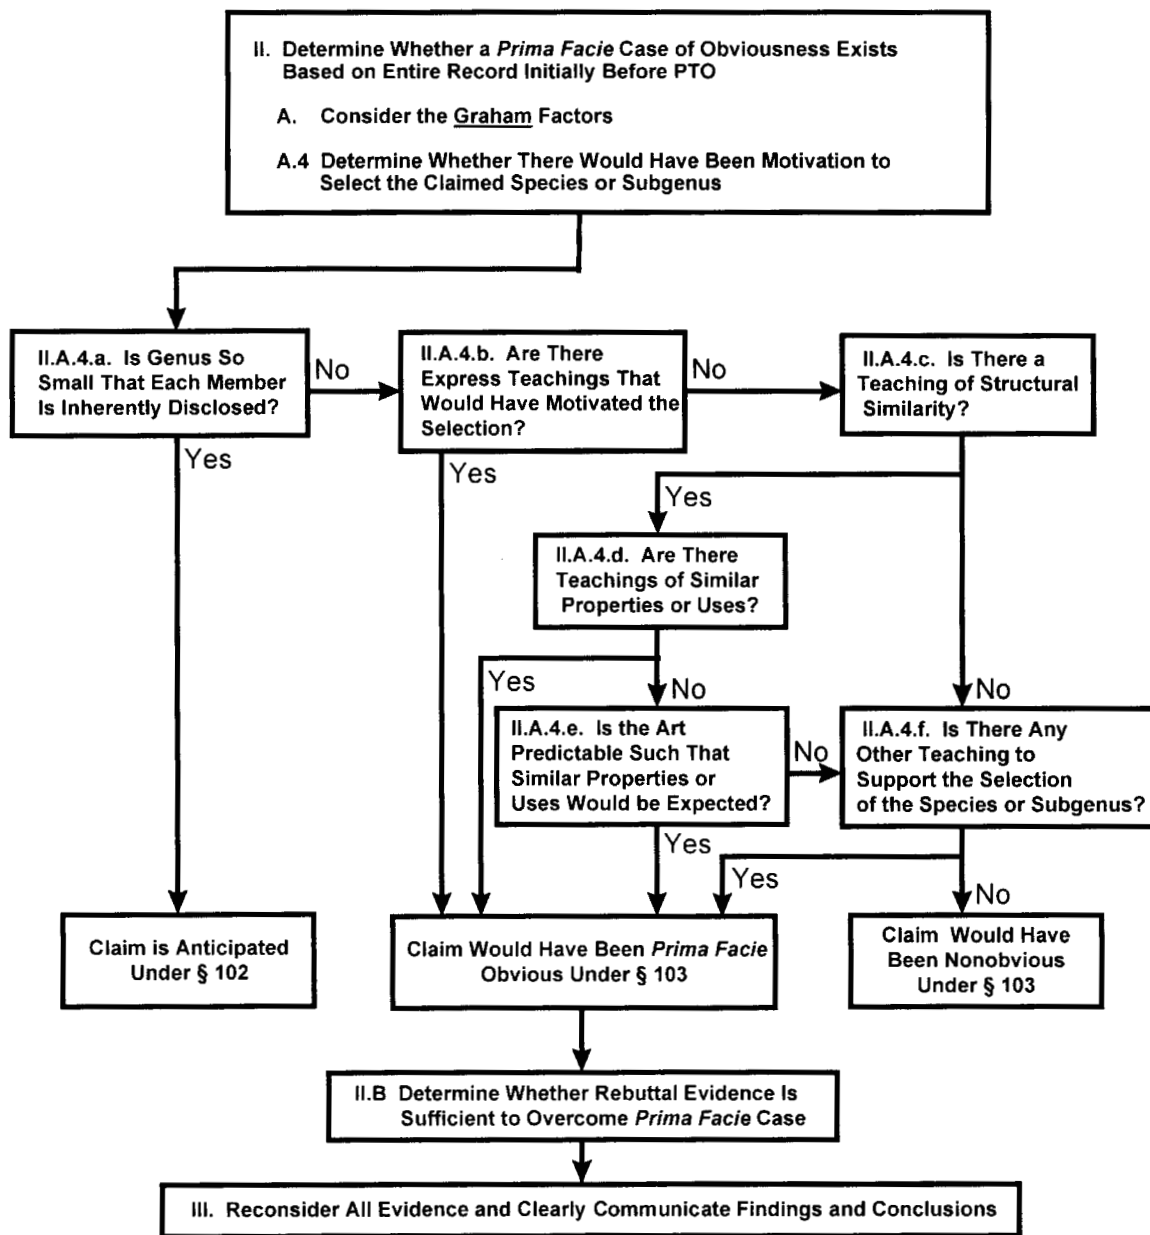 II. Determine Whether a Prima Facie Case of Obviousness Exists
Based on Entire Record Initially Before PTO
A. Consider the Graham Factors
A.4 Determine Whether There Would Have Been Motivation to
Select the Claimed Species or Subgenus
II.A.4.a. Is Genus So
Small That Each Member
Is Inherently Disclosed?
No
II.A.4.b. Are There
Express Teachings That
Would Have Motivated the
Selection?
No
II.A.4.c. Is There a
Teaching of Structural
Similarity?
Yes
Yes
Yes
II.A.4.d. Are There
Teachings of Similar
Properties or Uses?
Yes
No
No
II.A.4.e. Is the Art
Predictable Such That
Similar Properties or
Uses Would be Expected?
No
II.A.4.f. Is There Any
Other Teaching to
Support the Selection
of the Species or Subgenus?
Yes
Yes
No
Claim is Anticipated
Under § 102
Claim Would Have Been Prima Facie
Obvious Under § 103
Claim Would Have
Been Nonobvious
Under § 103
II.B Determine Whether Rebuttal Evidence Is
Sufficient to Overcome Prima Facie Case
III. Reconsider All Evidence and Clearly Communicate Findings and Conclusions